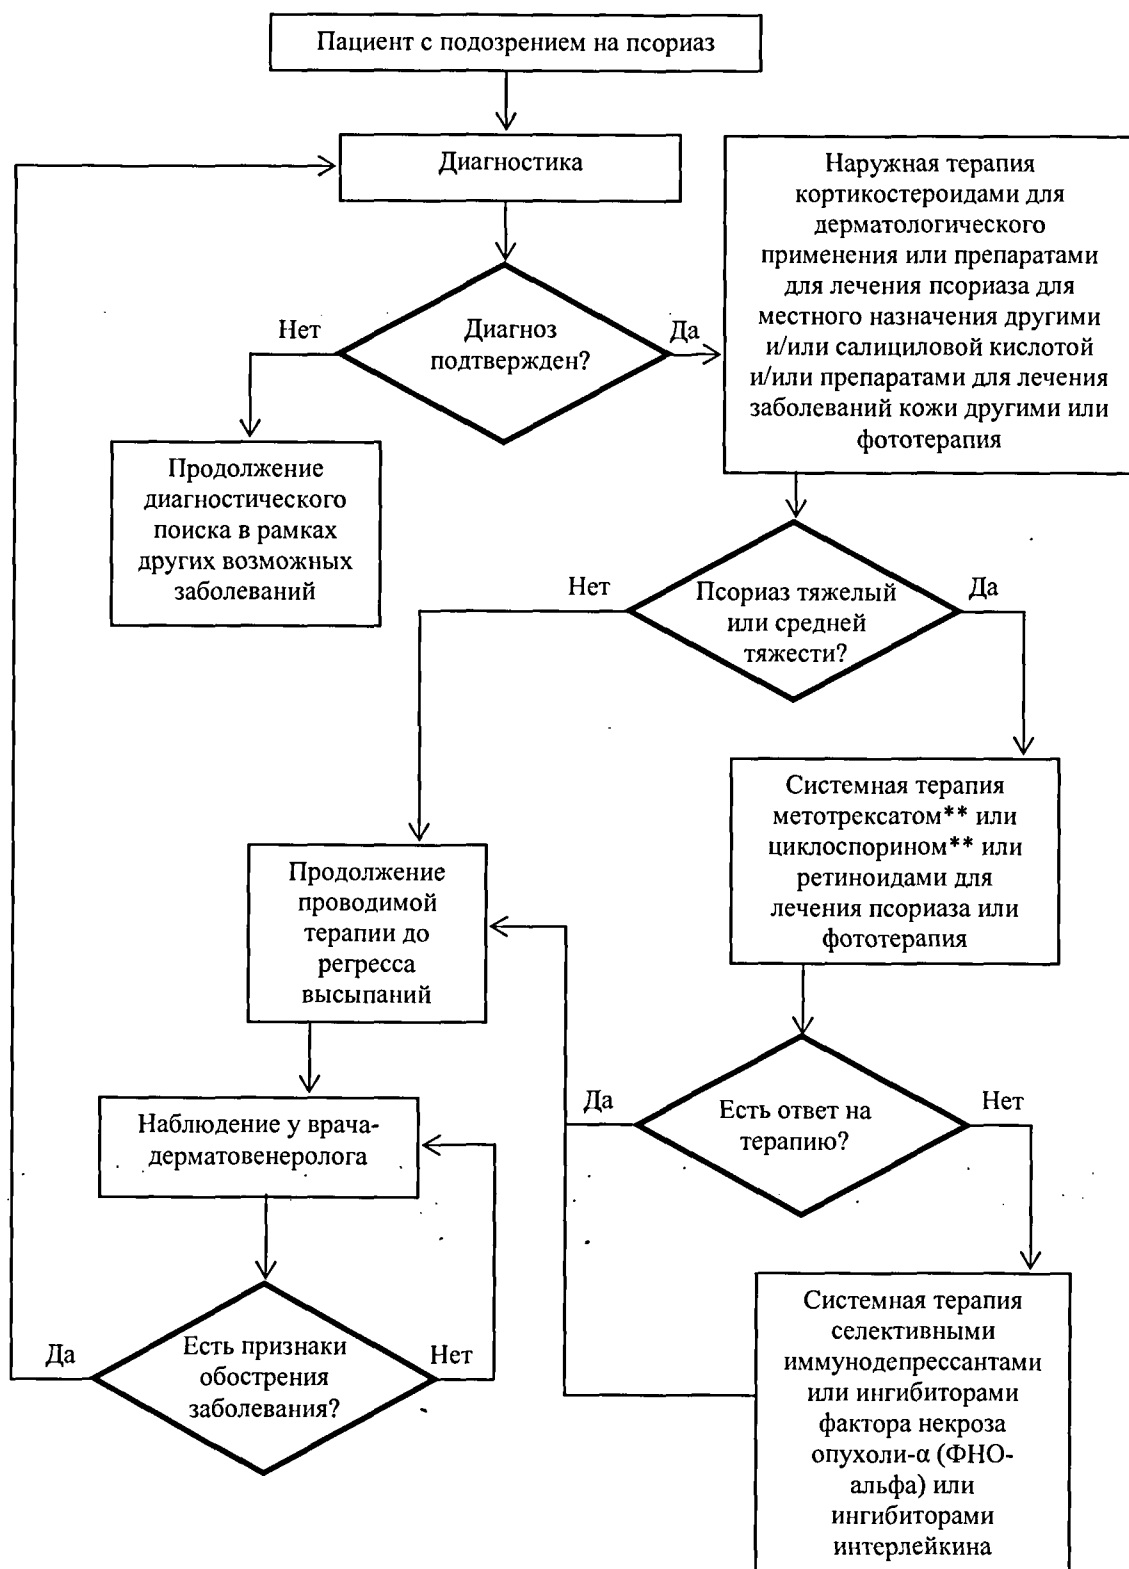 Пациент с подозрением на псориаз
Диагностика
Диагноз
подтвержден?
Нет
Да
Наружная терапия
кортикостероидами для
дерматологического
применения или препаратами
для лечения псориаза для
местного назначения другими
и/или салициловой кислотой
и/или препаратами для лечения
заболеваний кожи другими или
фототерапия
Продолжение
диагностического
поиска в рамках
других возможных
заболеваний
Псориаз тяжелый
или средней
тяжести?
Нет
Да
Системная терапия
метотрексатом** или
циклоспорином** или
ретиноидами для
лечения псориаза или
фототерапия
Продолжение
проводимой
терапии до
регресса
высыпаний
Есть ответ на
терапию?
Да
Нет
Наблюдение у врача-
дерматовенеролога
Есть признаки
обострения
заболевания?
Да
Нет
Системная терапия
селективными
иммунодепрессантами
или ингибиторами
фактора некроза
опухоли-α (ФНО-
альфа) или
ингибиторами
интерлейкина